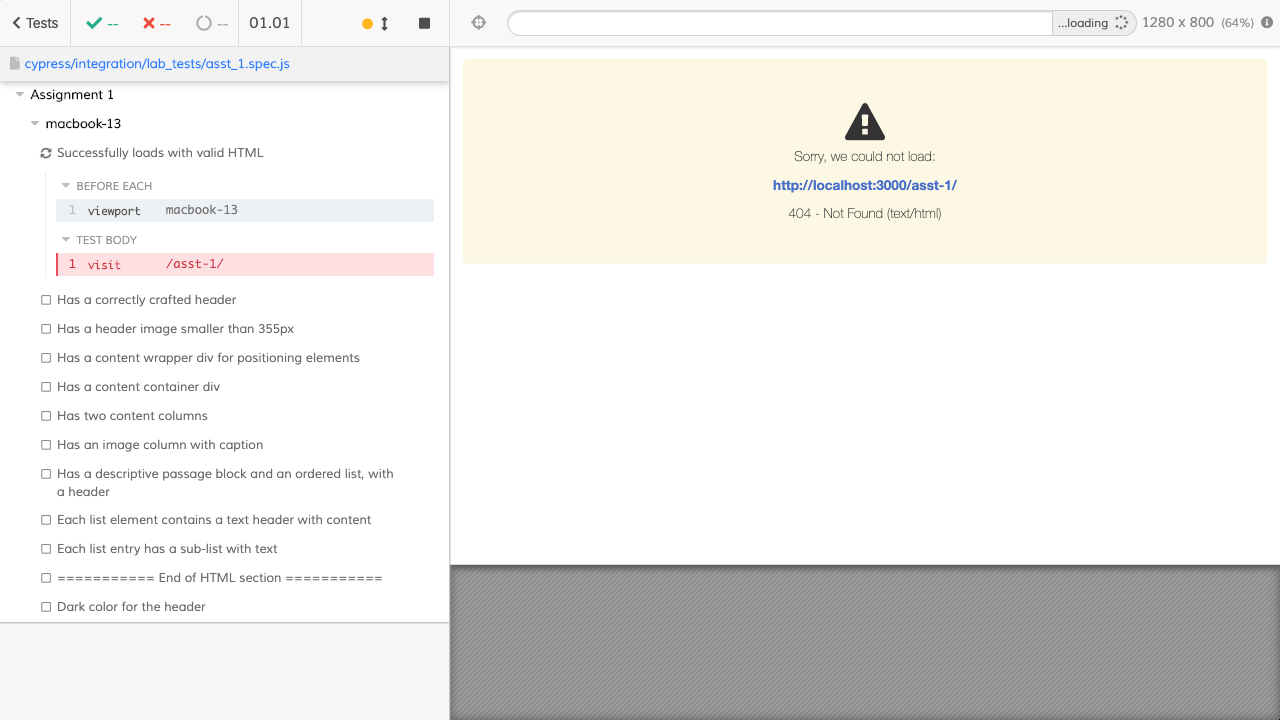 Tests -- -- -- 01.01
cypress/integration/lab_tests/asst_1.spec.js
Assignment 1
macbook-13
Successfully loads with valid HTML
BEFORE EACH
1 viewport macbook-13
TEST BODY
1 visit /asst-1/
Has a correctly crafted header
Has a header image smaller than 355px
Has a content wrapper div for positioning elements
Has a content container div
Has two content columns
Has an image column with caption
Has a descriptive passage block and an ordered list, with
a header
Each list element contains a text header with content
Each list entry has a sub-list with text
=========== End of HTML section ===========
Dark color for the header
...loading 1280 x 800 (64%)
Sorry, we could not load:
http://localhost:3000/asst-1/
404 - Not Found (text/html)